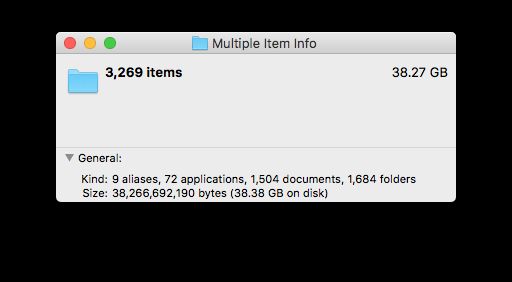 Multiple Item Info
3,269 items 38.27 GB
General:
Kind: 9 aliases, 72 applications, 1,504 documents, 1,684 folders
Size: 38,266,692,190 bytes (38.38 GB on disk)